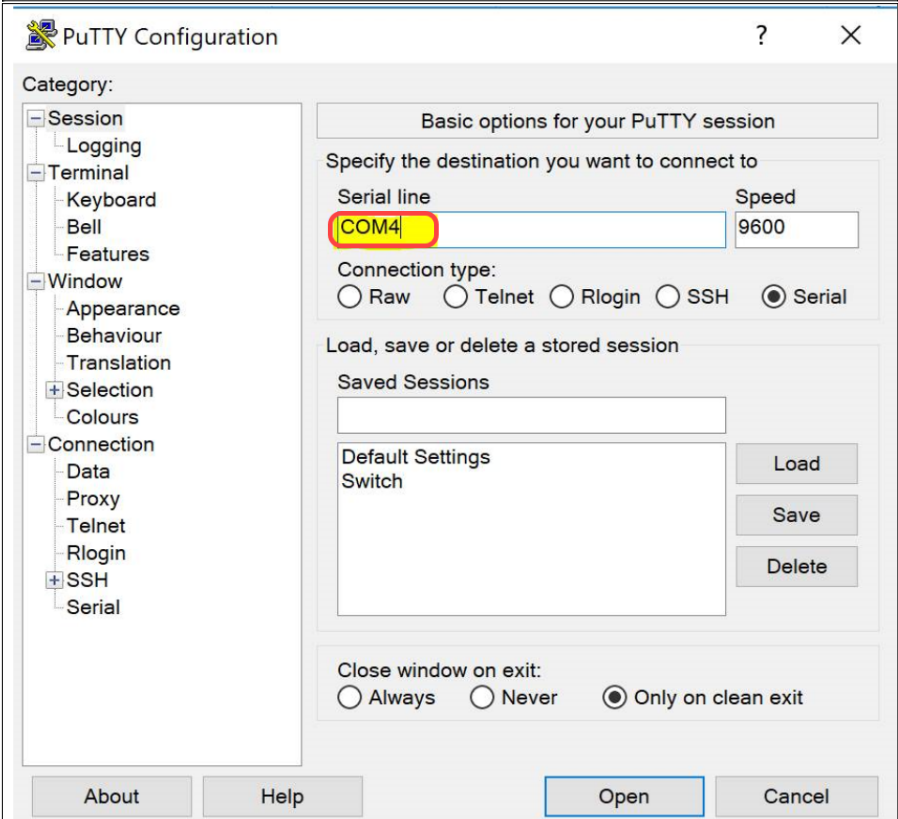 PuTTY Configuration
?
Category:
Session
Logging
Terminal
Keyboard
Bell
Features
Window
Appearance
Behaviour
Translation
Selection
Colours
Connection
Data
Proxy
Telnet
Rlogin
SSH
Serial
Basic options for your PuTTY session
Specify the destination you want to connect to
Serial line Speed
COM4 9600
Connection type:
Raw Telnet Rlogin SSH Serial
Load, save or delete a stored session
Saved Sessions
Default Settings
Switch
Load
Save
Delete
Close window on exit:
Always Never Only on clean exit
About Help Open Cancel